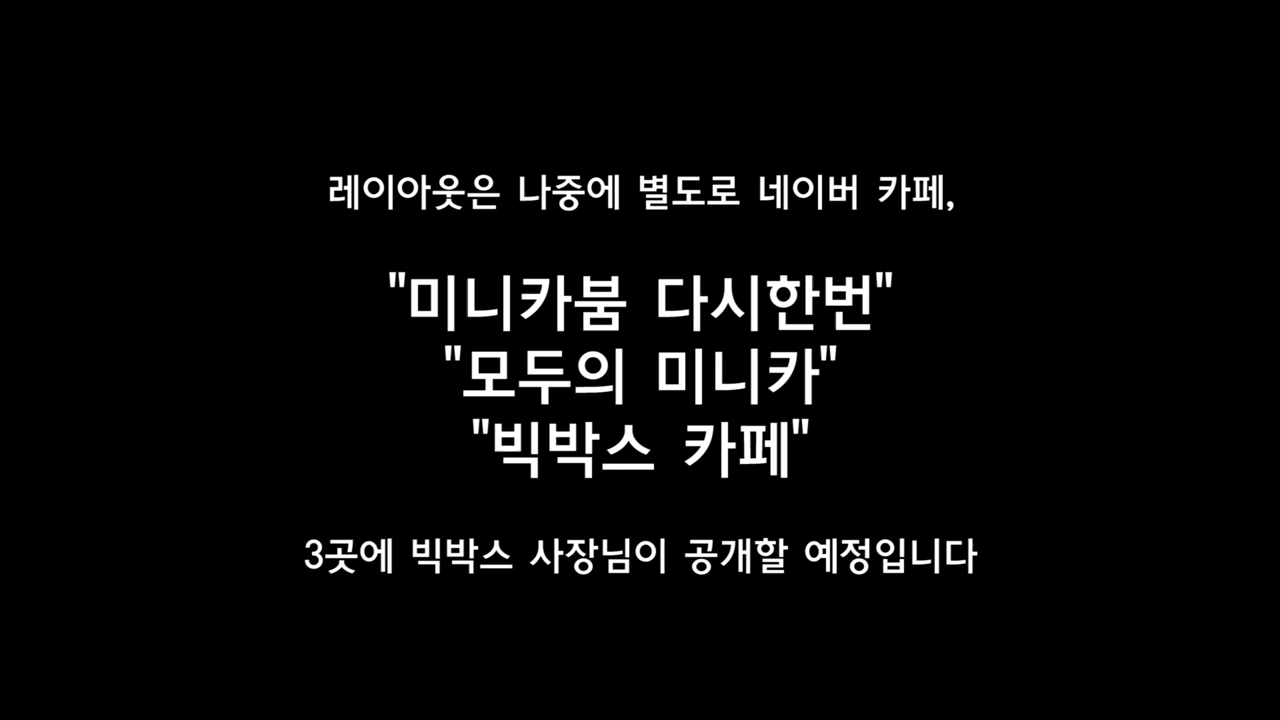 레이아웃은 나중에 별도로 네이버 카페,
"미니카붐 다시한번"
"모두의 미니카"
"빅박스 카페"
3곳에 빅박스 사장님이 공개할 예정입니다